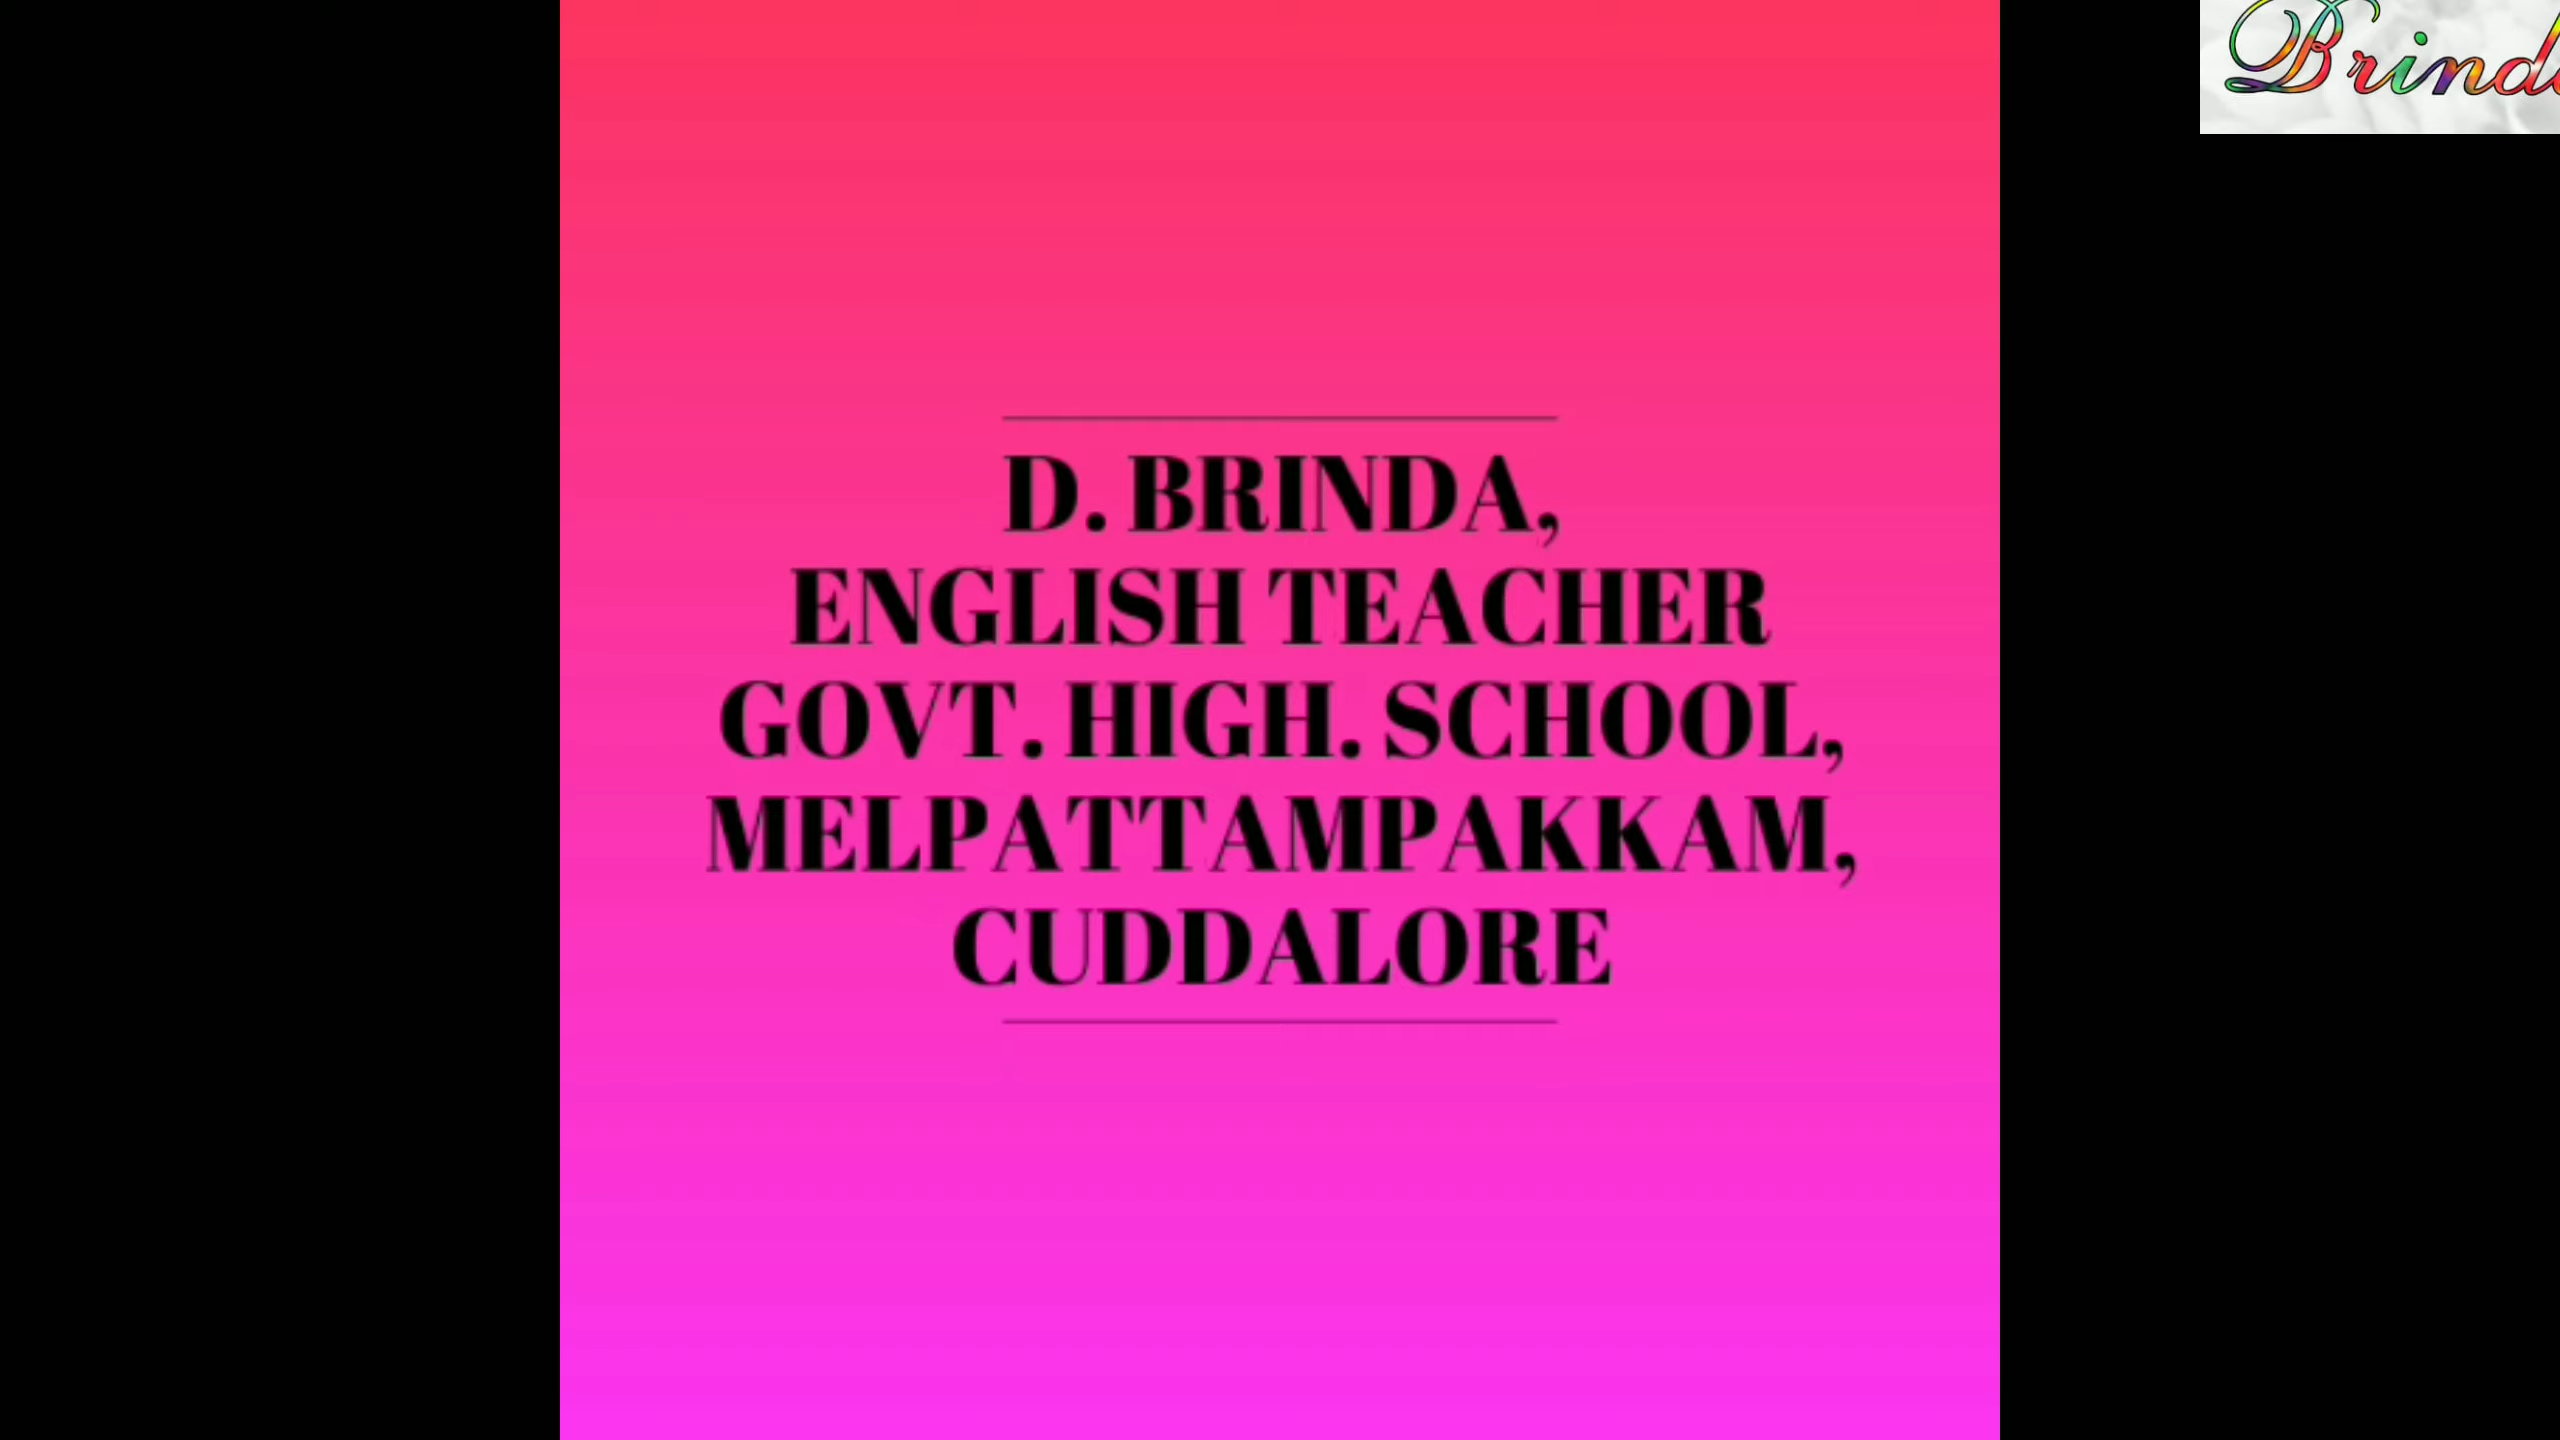 D. BRINDA,
ENGLISH TEACHER
GOVT. HIGH. SCHOOL,
MELPATTAMPAKKAM,
CUDDALORE